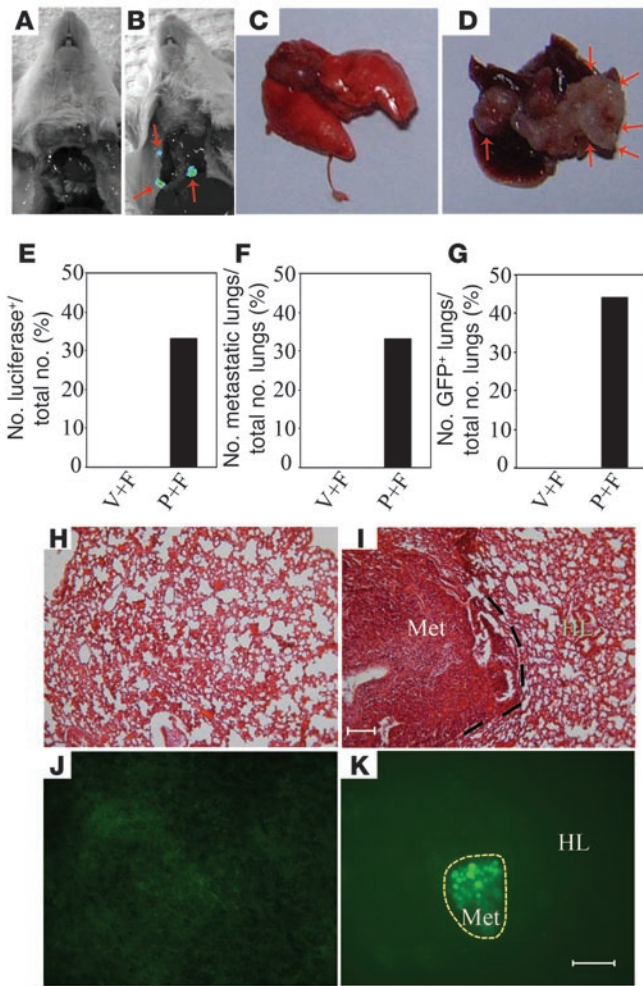 A
B
C
D
E
No. luciferase⁺/
total no. (%)
50
40
30
20
10
0
V+F
P+F
F
No. metastatic lungs/
total no. lungs (%)
50
40
30
20
10
0
V+F
P+F
G
No. GFP⁺ lungs/
total no. lungs (%)
50
40
30
20
10
0
V+F
P+F
H
I
Met
HL
J
K
HL
Met